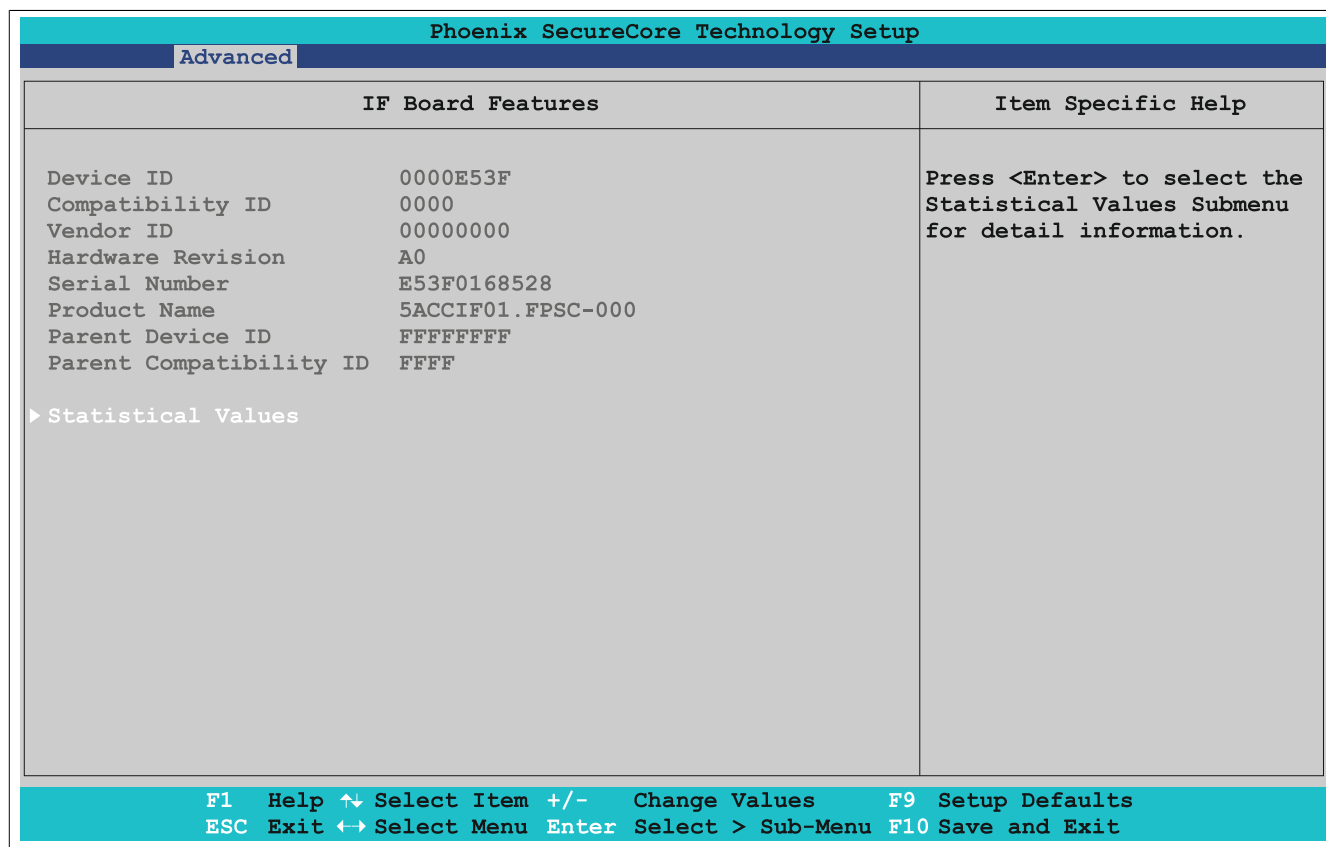 Phoenix SecureCore Technology Setup
Advanced
IF Board Features
Device ID 0000E53F
Compatibility ID 0000
Vendor ID 00000000
Hardware Revision A0
Serial Number E53F0168528
Product Name 5ACCIF01.FPSC-000
Parent Device ID FFFFFFFF
Parent Compatibility ID FFFF
Statistical Values
Item Specific Help
Press <Enter> to select the
Statistical Values Submenu
for detail information.
F1 Help ↑↓ Select Item +/- Change Values F9 Setup Defaults
ESC Exit ←→ Select Menu Enter Select > Sub-Menu F10 Save and Exit